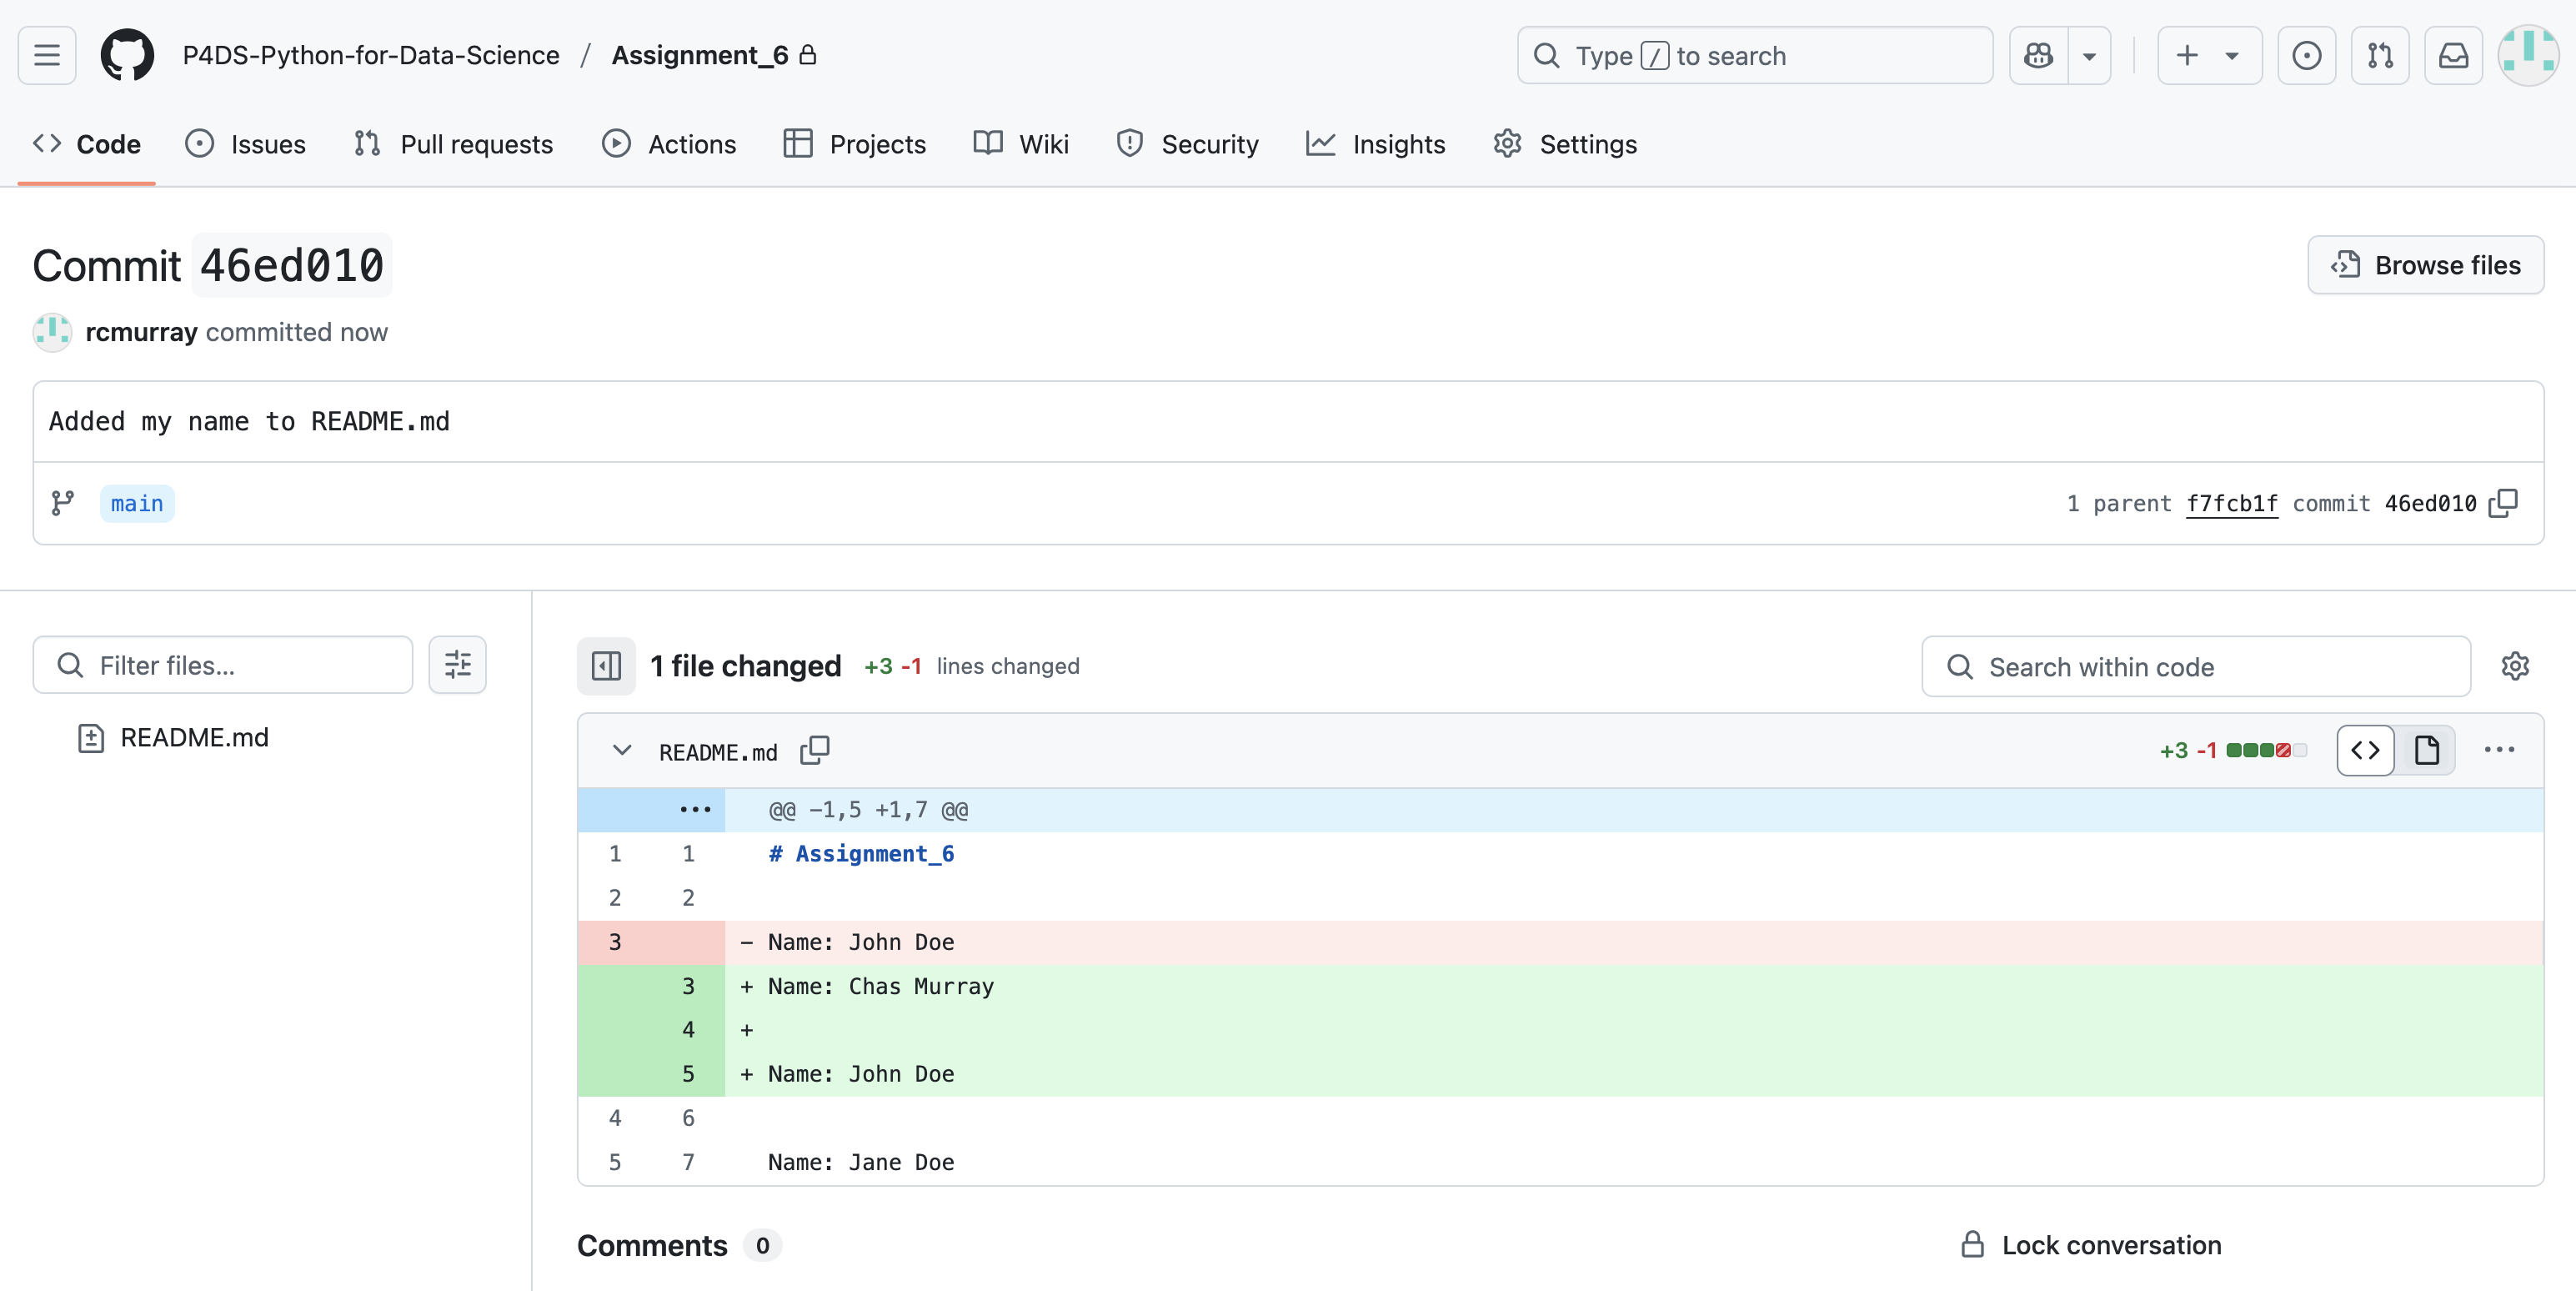 P4DS-Python-for-Data-Science / Assignment_6
Type / to search
Code Issues Pull requests Actions Projects Wiki Security Insights Settings
Commit 46ed010
Browse files
rcmurray committed now
Added my name to README.md
main
1 parent f7fcb1f commit 46ed010
Filter files...
README.md
1 file changed +3 -1 lines changed
Search within code
README.md
+3 -1
@@ -1,5 +1,7 @@
1 1 # Assignment_6
2 2
3 - Name: John Doe
3 + Name: Chas Murray
4 +
5 + Name: John Doe
4 6
5 7 Name: Jane Doe
Comments 0
Lock conversation